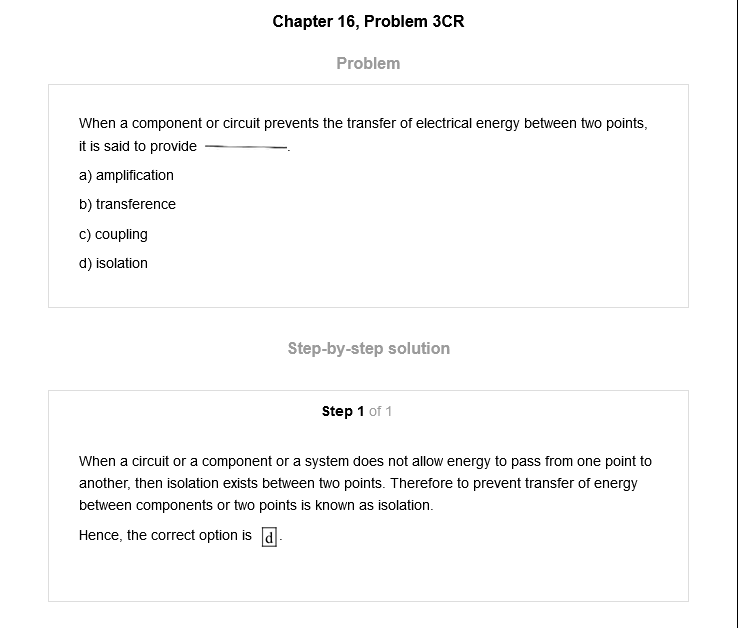 Chapter 16, Problem 3CR
Problem
When a component or circuit prevents the transfer of electrical energy between two points,
it is said to provide ________.
a) amplification
b) transference
c) coupling
d) isolation
Step-by-step solution
Step 1 of 1
When a circuit or a component or a system does not allow energy to pass from one point to
another, then isolation exists between two points. Therefore to prevent transfer of energy
between components or two points is known as isolation.
Hence, the correct option is d.